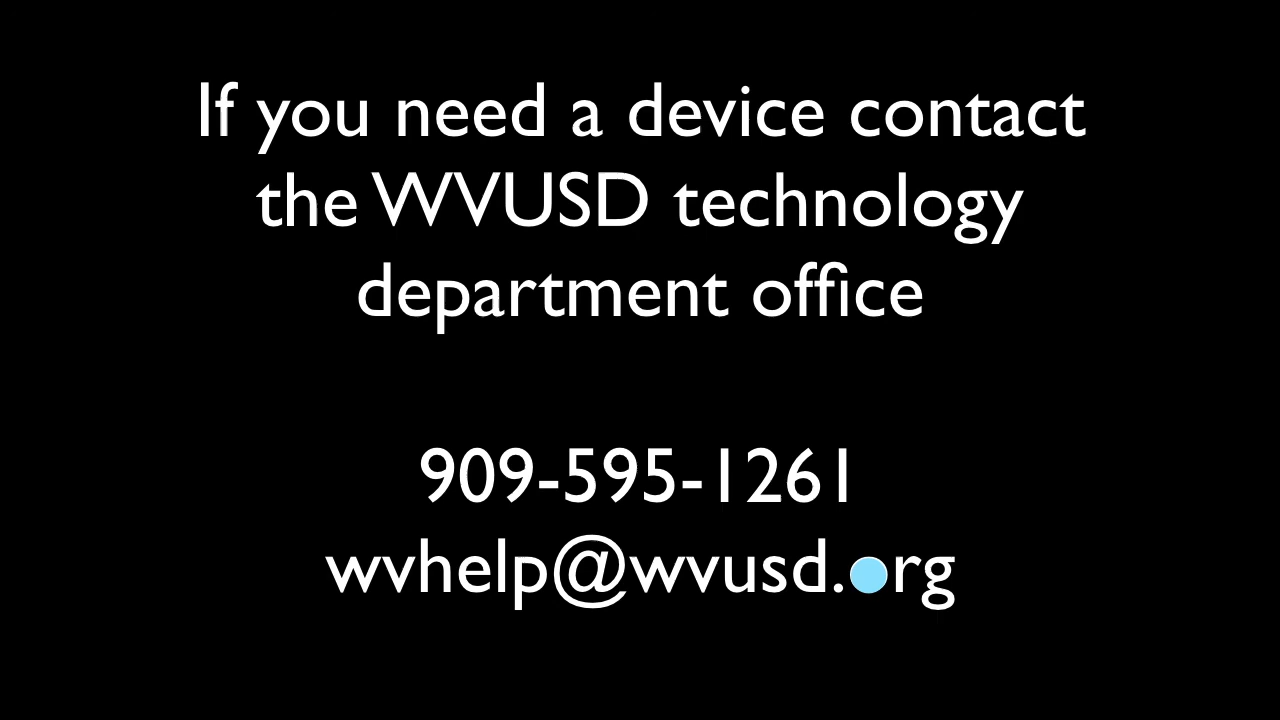 If you need a device contact
the WVUSD technology
department office
909-595-1261
wvhelp@wvusd.org